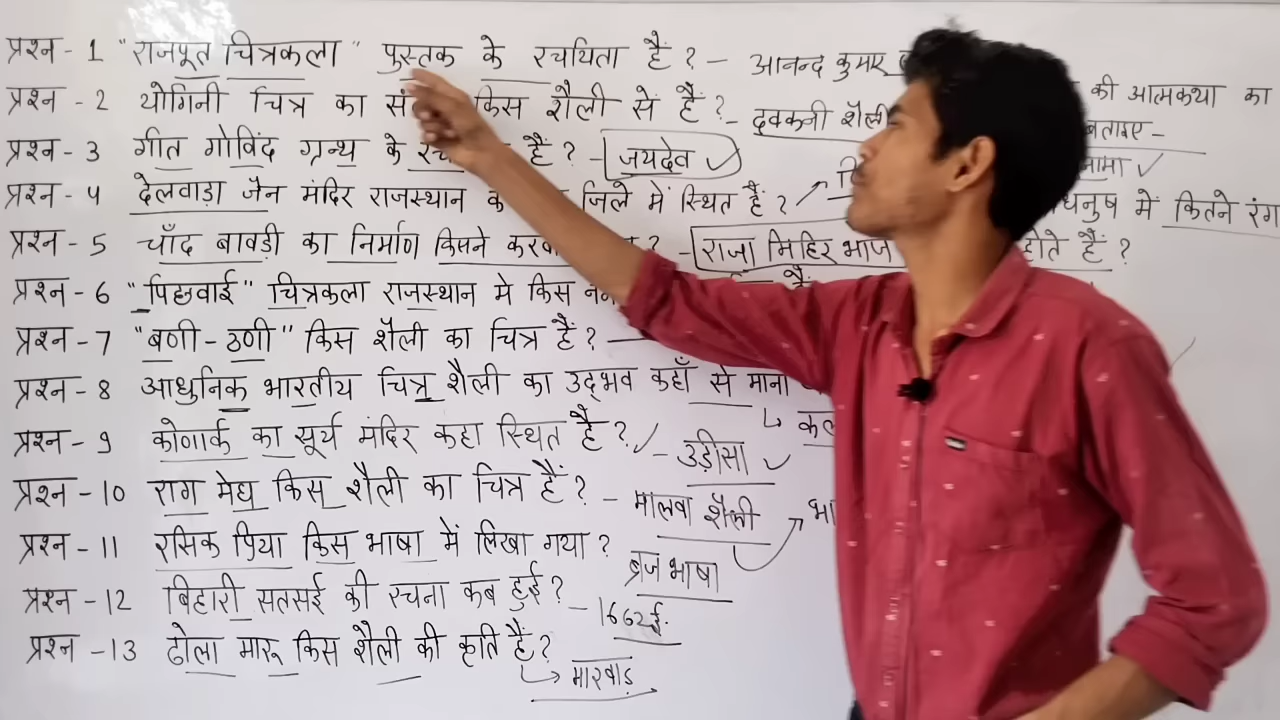 प्रश्न - 1 "राजपूत चित्रकला" पुस्तक के रचयिता हैं? - आनन्द कुमार
प्रश्न - 2 योगिनी चित्र का किस शैली से हैं? - दक्कनी शैली
प्रश्न - 3 गीत गोविंद ग्रन्थ के हैं? - जयदेव ✓
प्रश्न - 4 देलवाड़ा जैन मंदिर राजस्थान के जिले में स्थित हैं?
प्रश्न - 5 चाँद बावड़ी का निर्माण किसने ? - राजा मिहिर भोज
प्रश्न - 6 "पिछवाई" चित्रकला राजस्थान मे किस
प्रश्न - 7 "बणी - ठणी" किस शैली का चित्र हैं?
प्रश्न - 8 आधुनिक भारतीय चित्र शैली का उद्भव कहाँ से माना
प्रश्न - 9 कोणार्क का सूर्य मंदिर कहा स्थित हैं? ✓ - उड़ीसा ✓
प्रश्न - 10 राग मेघ किस शैली का चित्र हैं? - मालवा शैली
प्रश्न - 11 रसिक प्रिया किस भाषा में लिखा गया? ब्रज भाषा
प्रश्न - 12 बिहारी सतसई की रचना कब हुई? - 1662 ई.
प्रश्न - 13 ढोला मारू किस शैली की कृति हैं? मारवाड़
की आत्मकथा का
बताइए -
में कितने रंग
होते हैं ?